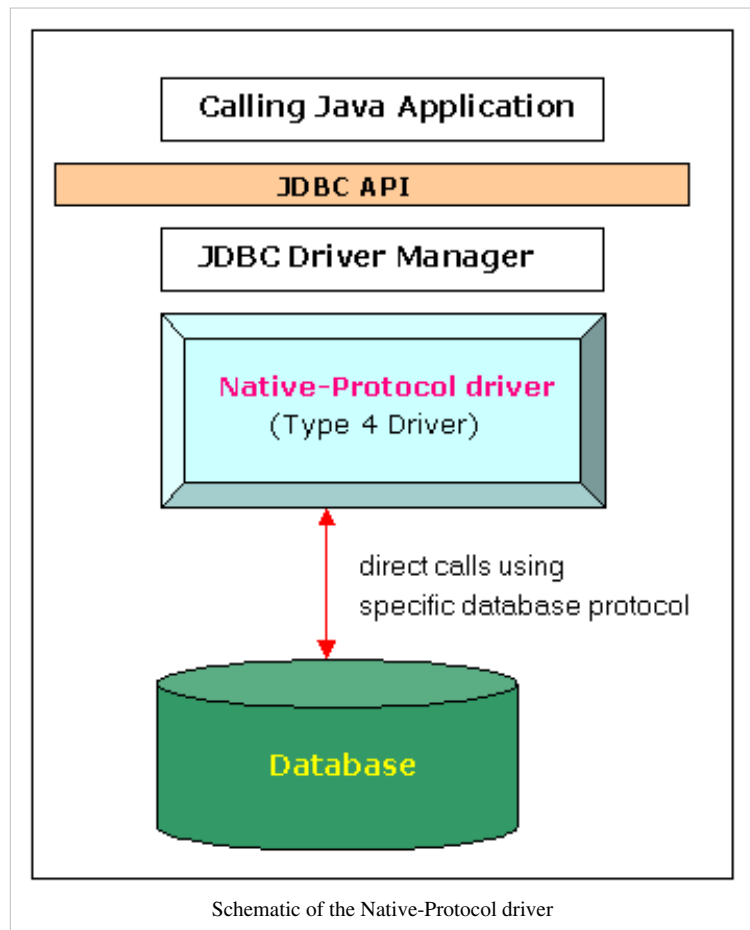 Calling Java Application
JDBC API
JDBC Driver Manager
Native-Protocol driver
(Type 4 Driver)
direct calls using
specific database protocol
Database
Schematic of the Native-Protocol driver